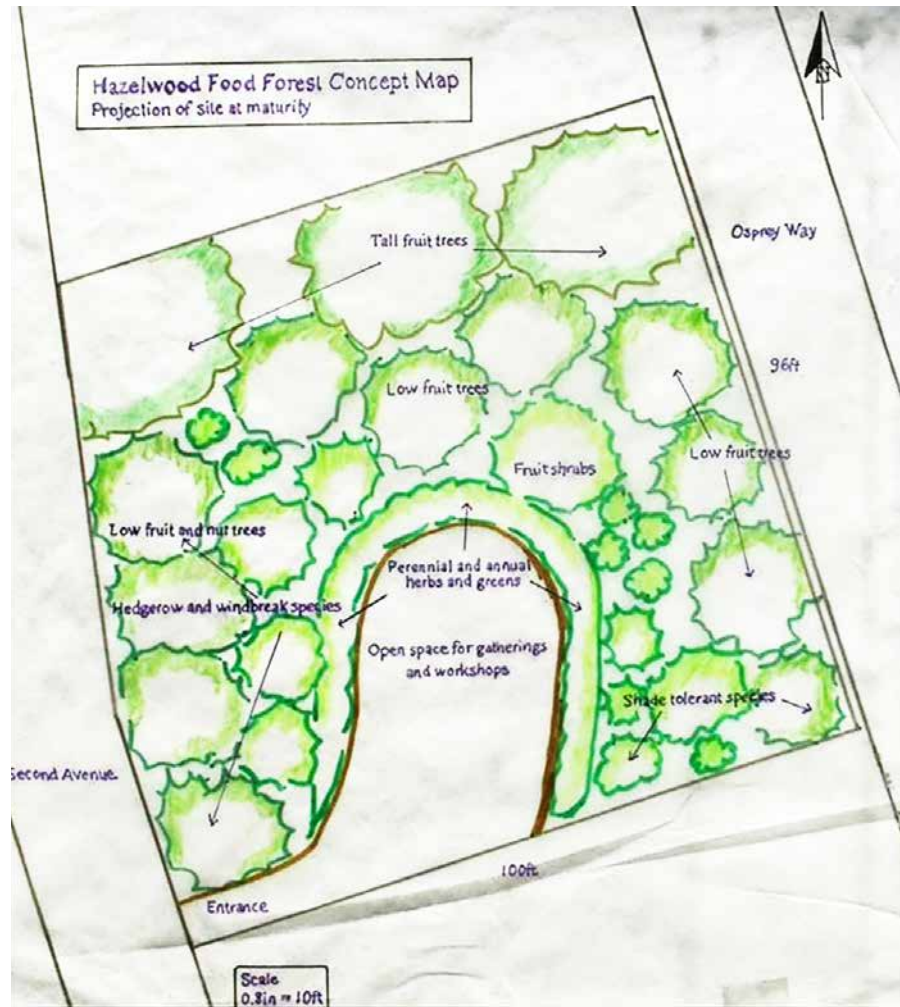 Hazelwood Food Forest Concept Map
Projection of site at maturity
N
Tall fruit trees
Osprey Way
96ft
Low fruit trees
Low fruit trees
Fruit shrubs
Low fruit and nut trees
Perennial and annual
herbs and greens
Hedgerow and windbreak species
Open space for gatherings
and workshops
Shade tolerant species
Second Avenue
100ft
Entrance
Scale
0.8in = 10ft